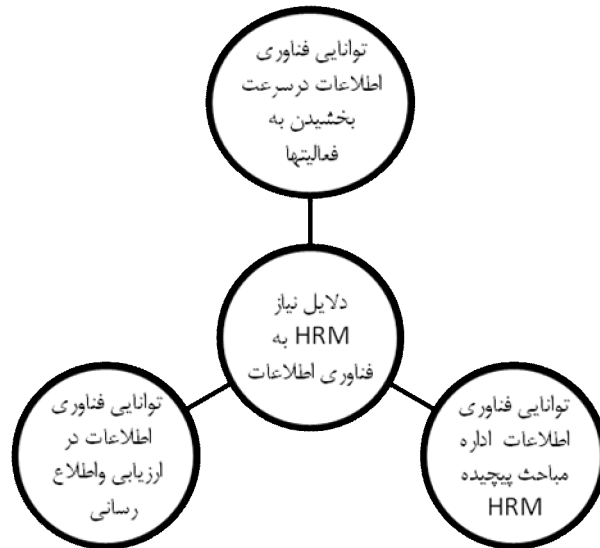 توانایی فناوری
اطلاعات درسرعت
بخشیدن به
فعالیتها
دلایل نیاز
HRM به
فناوری اطلاعات
توانایی فناوری
اطلاعات اداره
مباحث پیچیده
HRM
توانایی فناوری
اطلاعات در
ارزیابی واطلاع
رسانی